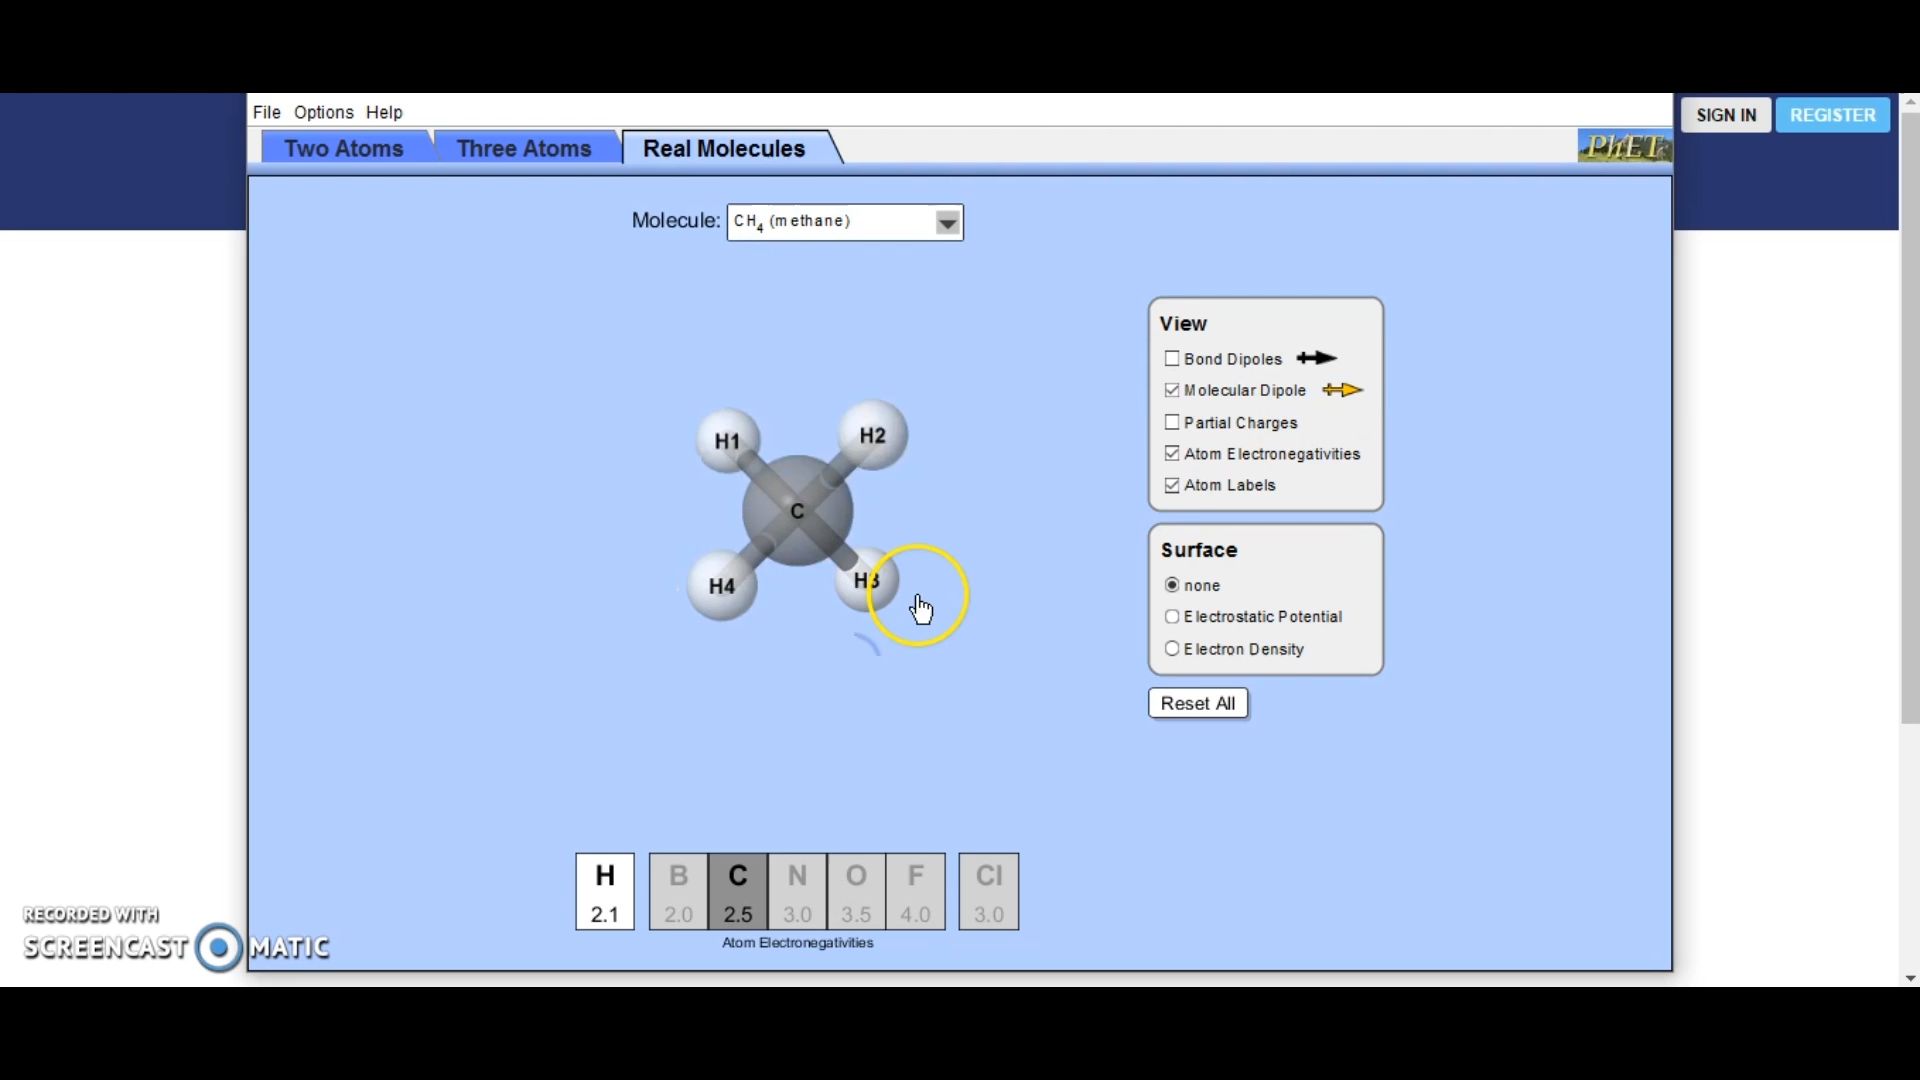 File Options Help
SIGN IN REGISTER
Two Atoms Three Atoms Real Molecules
PhET
Molecule: CH4 (methane)
View
Bond Dipoles
Molecular Dipole
Partial Charges
Atom Electronegativities
Atom Labels
H1 H2
C
H4 H3
Surface
none
Electrostatic Potential
Electron Density
Reset All
H B C N O F Cl
2.1 2.0 2.5 3.0 3.5 4.0 3.0
Atom Electronegativities
RECORDED WITH
SCREENCAST MATIC